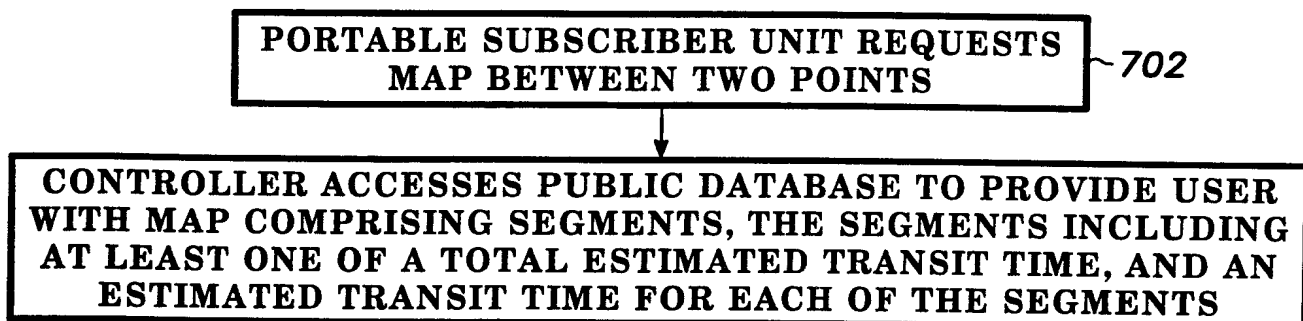 PORTABLE SUBSCRIBER UNIT REQUESTS
MAP BETWEEN TWO POINTS
702
CONTROLLER ACCESSES PUBLIC DATABASE TO PROVIDE USER
WITH MAP COMPRISING SEGMENTS, THE SEGMENTS INCLUDING
AT LEAST ONE OF A TOTAL ESTIMATED TRANSIT TIME, AND AN
ESTIMATED TRANSIT TIME FOR EACH OF THE SEGMENTS